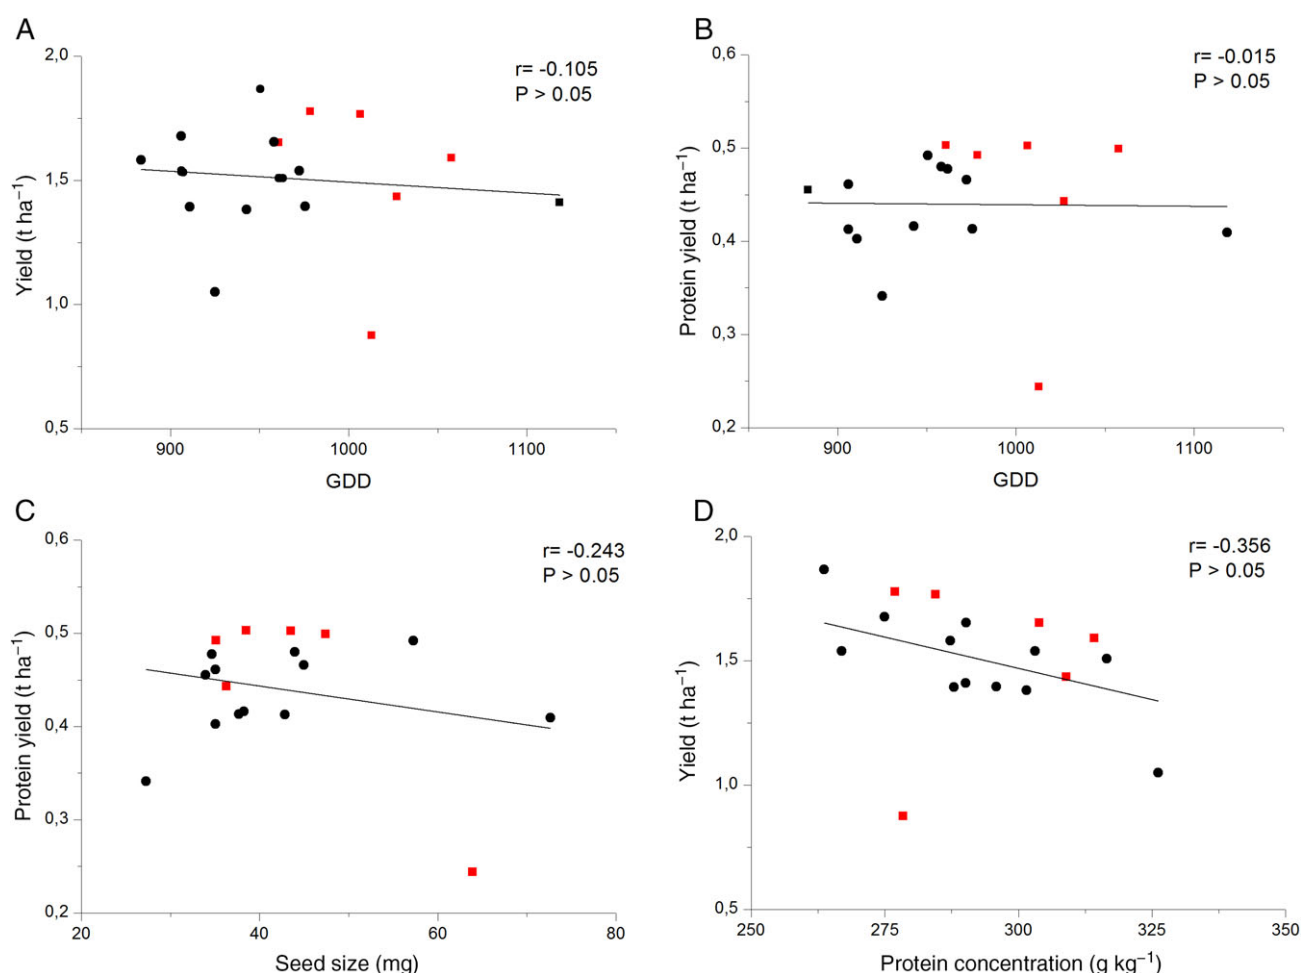 A
r= -0.105
P > 0.05
2,0
1,5
1,0
0,5
Yield (t ha⁻¹)
900 1000 1100
GDD
B
r= -0.015
P > 0.05
0,6
0,5
0,4
0,3
0,2
Protein yield (t ha⁻¹)
900 1000 1100
GDD
C
r= -0.243
P > 0.05
0,6
0,5
0,4
0,3
0,2
Protein yield (t ha⁻¹)
20 40 60 80
Seed size (mg)
D
r= -0.356
P > 0.05
2,0
1,5
1,0
0,5
Yield (t ha⁻¹)
250 275 300 325 350
Protein concentration (g kg⁻¹)